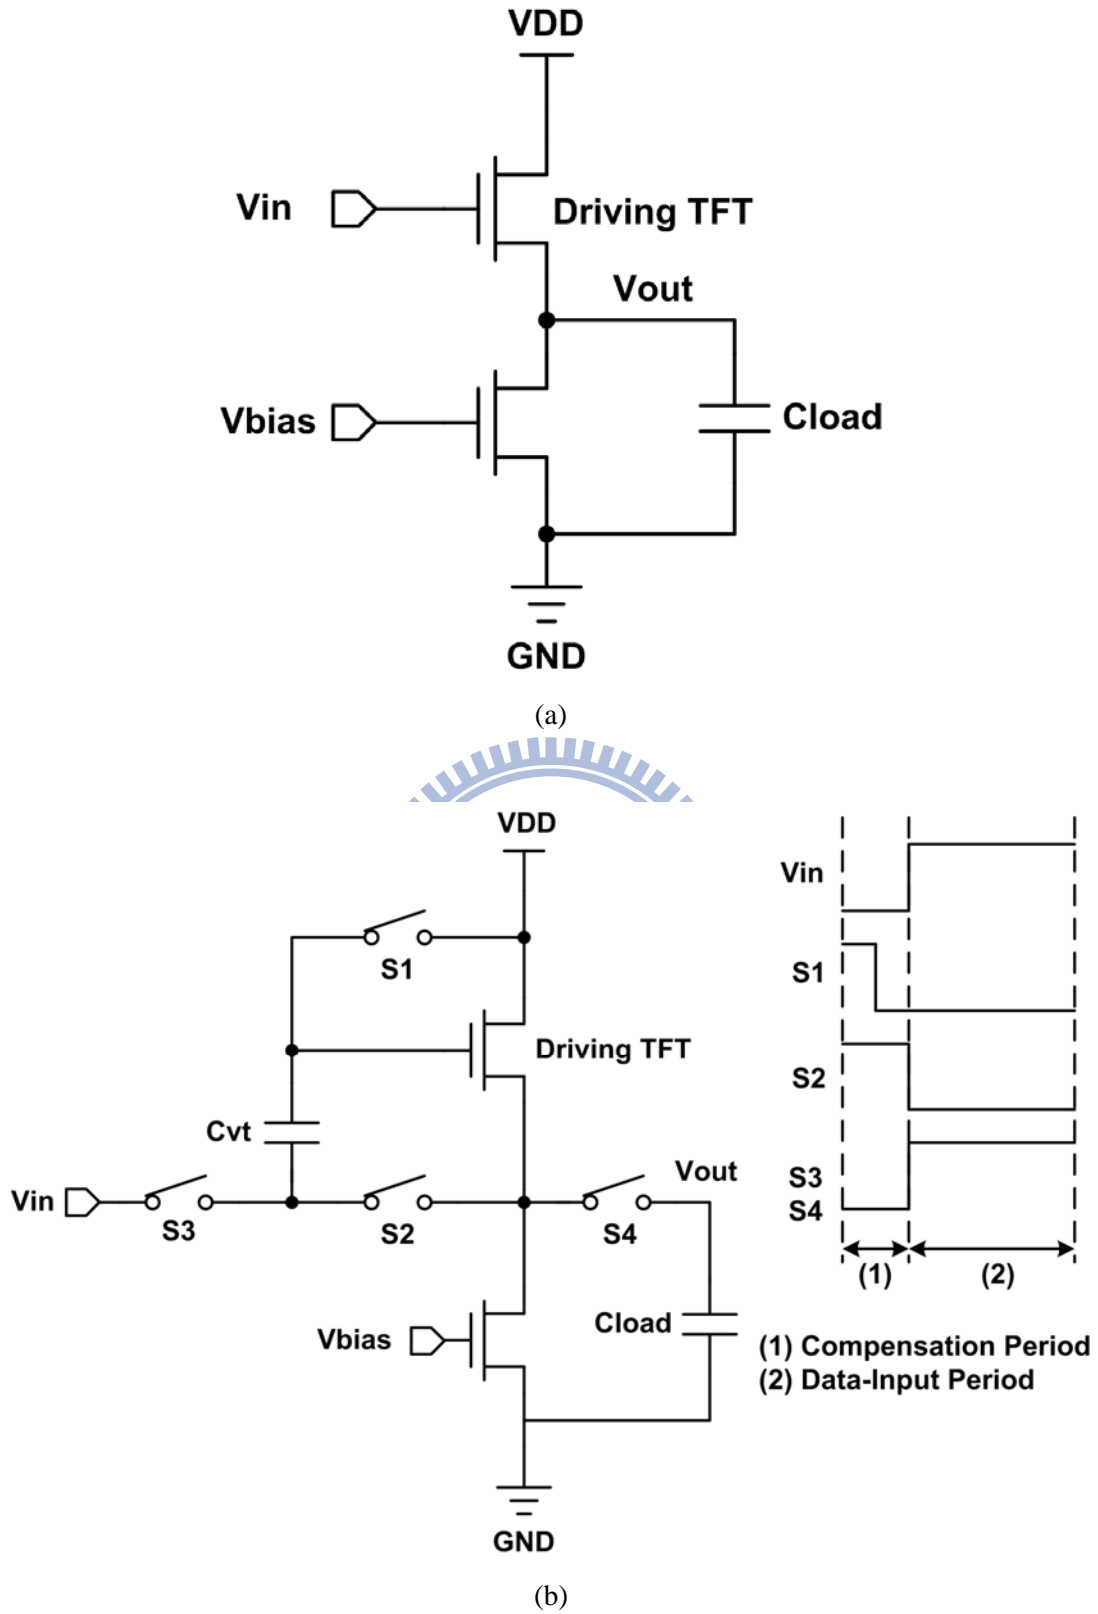 VDD
Vin
Driving TFT
Vout
Vbias
Cload
GND
(a)
VDD
S1
Driving TFT
Cvt
Vin
S3
S2
S4
Vout
Vbias
Cload
GND
Vin
S1
S2
S3
S4
(1)
(2)
(1) Compensation Period
(2) Data-Input Period
(b)